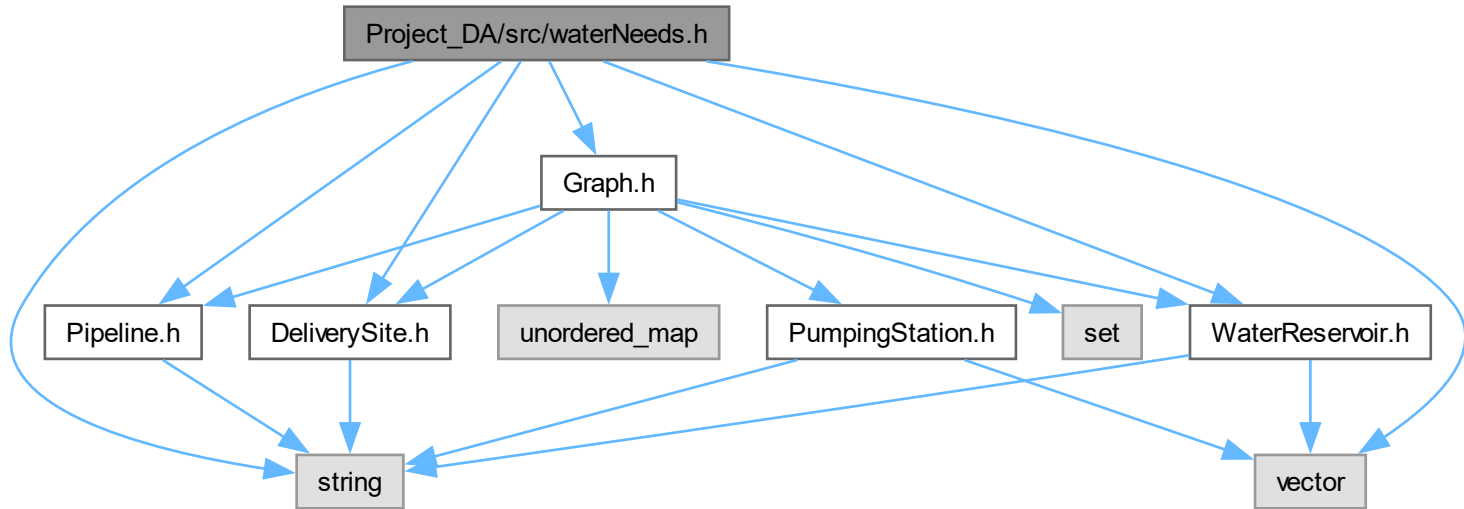 Project_DA/src/waterNeeds.h
Graph.h
Pipeline.h
DeliverySite.h
unordered_map
PumpingStation.h
set
WaterReservoir.h
string
vector